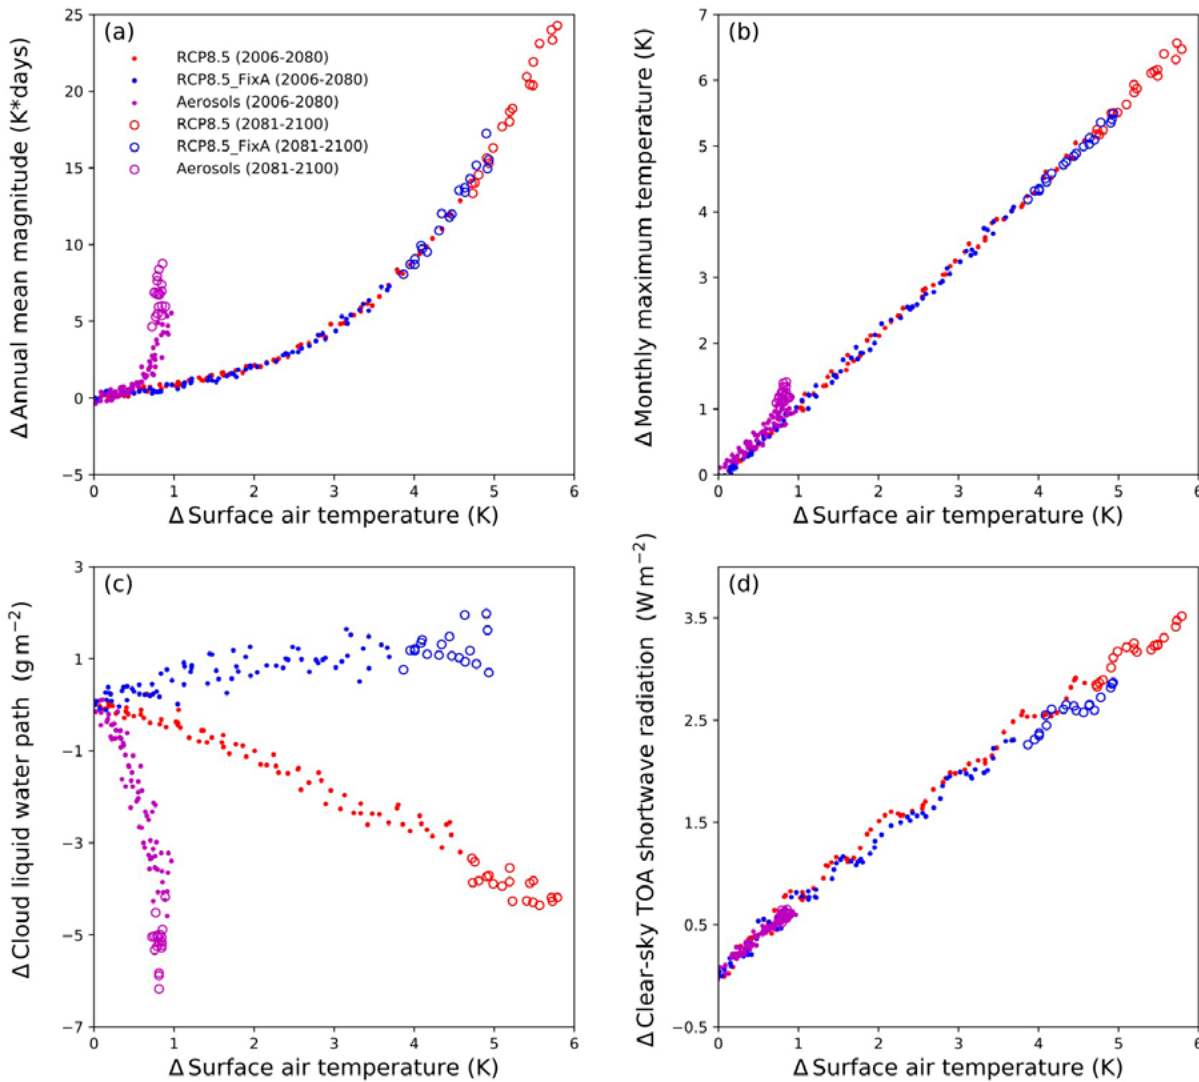 (a)
RCP8.5 (2006-2080)
RCP8.5_FixA (2006-2080)
Aerosols (2006-2080)
RCP8.5 (2081-2100)
RCP8.5_FixA (2081-2100)
Aerosols (2081-2100)
25
20
15
10
5
0
−5
Δ Annual mean magnitude (K*days)
0 1 2 3 4 5 6
Δ Surface air temperature (K)
(b)
7
6
5
4
3
2
1
0
Δ Monthly maximum temperature (K)
0 1 2 3 4 5 6
Δ Surface air temperature (K)
(c)
3
1
−1
−3
−5
−7
Δ Cloud liquid water path (g m−2)
0 1 2 3 4 5 6
Δ Surface air temperature (K)
(d)
3.5
2.5
1.5
0.5
−0.5
Δ Clear-sky TOA shortwave radiation (W m−2)
0 1 2 3 4 5 6
Δ Surface air temperature (K)